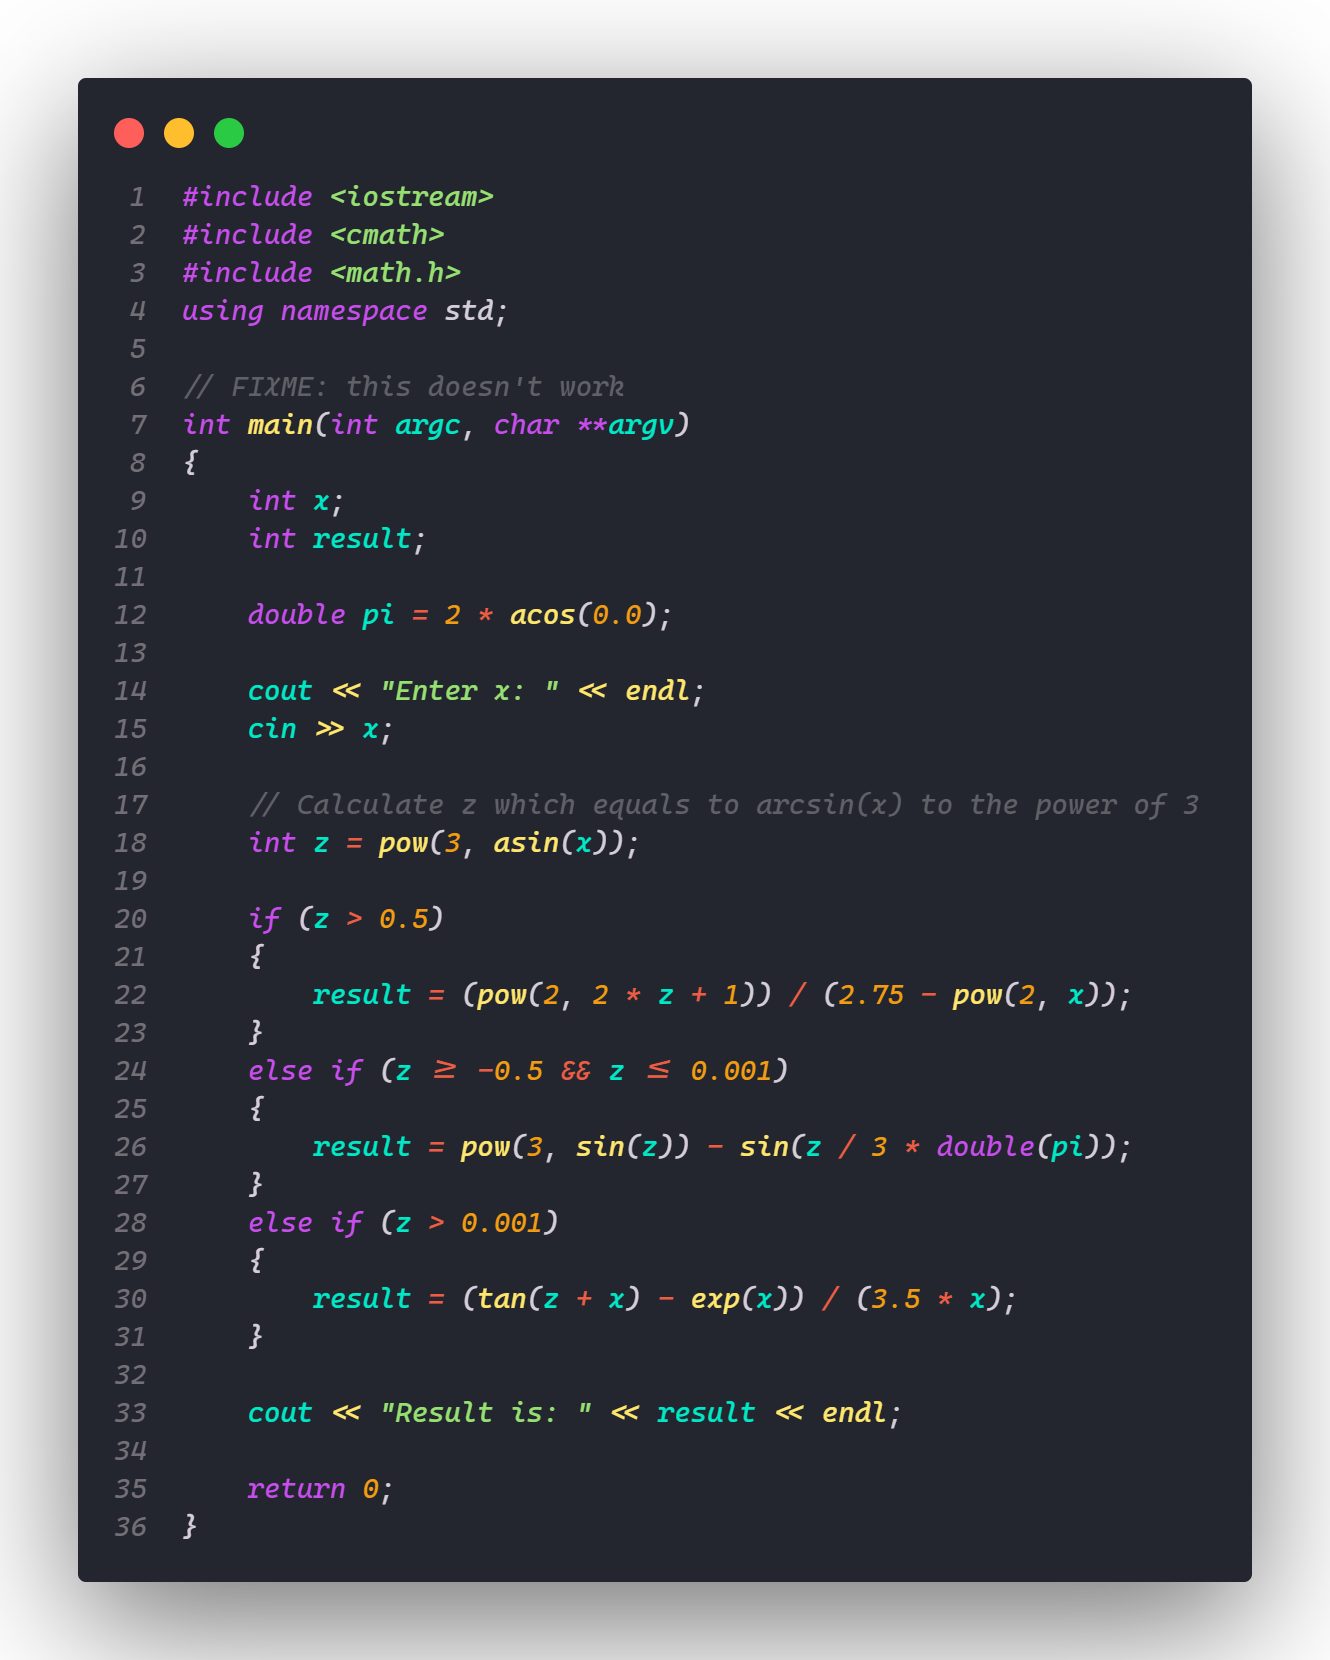 1 #include <iostream>
2 #include <cmath>
3 #include <math.h>
4 using namespace std;
5
6 // FIXME: this doesn't work
7 int main(int argc, char **argv)
8 {
9     int x;
10     int result;
11
12     double pi = 2 * acos(0.0);
13
14     cout << "Enter x: " << endl;
15     cin >> x;
16
17     // Calculate z which equals to arcsin(x) to the power of 3
18     int z = pow(3, asin(x));
19
20     if (z > 0.5)
21     {
22         result = (pow(2, 2 * z + 1)) / (2.75 - pow(2, x));
23     }
24     else if (z >= -0.5 && z <= 0.001)
25     {
26         result = pow(3, sin(z)) - sin(z / 3 * double(pi));
27     }
28     else if (z > 0.001)
29     {
30         result = (tan(z + x) - exp(x)) / (3.5 * x);
31     }
32
33     cout << "Result is: " << result << endl;
34
35     return 0;
36 }